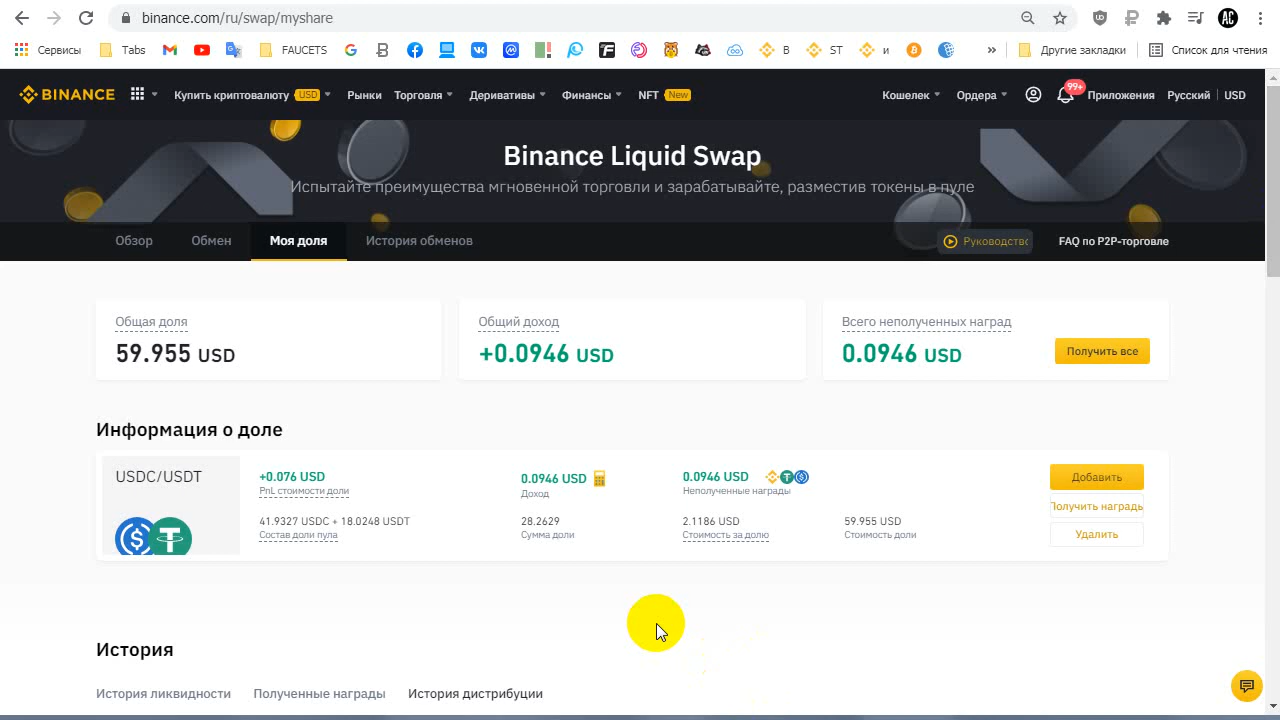 binance.com/ru/swap/myshare
Сервисы Tabs FAUCETS B ST и » Другие закладки Список для чтения
BINANCE Купить криптовалюту USD Рынки Торговля Деривативы Финансы NFT New Кошелек Ордера 99+ Приложения Русский USD
Binance Liquid Swap
Испытайте преимущества мгновенной торговли и зарабатывайте, разместив токены в пуле
Обзор Обмен Моя доля История обменов Руководство FAQ по P2P-торговле
Общая доля Общий доход Всего неполученных наград
59.955 USD +0.0946 USD 0.0946 USD Получить все
Информация о доле
USDC/USDT +0.076 USD 0.0946 USD 0.0946 USD Добавить
PnL стоимости доли Доход Неполученные награды
Получить награды
41.9327 USDC + 18.0248 USDT 28.2629 2.1186 USD 59.955 USD
Состав доли пула Сумма доли Стоимость за долю Стоимость доли Удалить
История
История ликвидности Полученные награды История дистрибуции